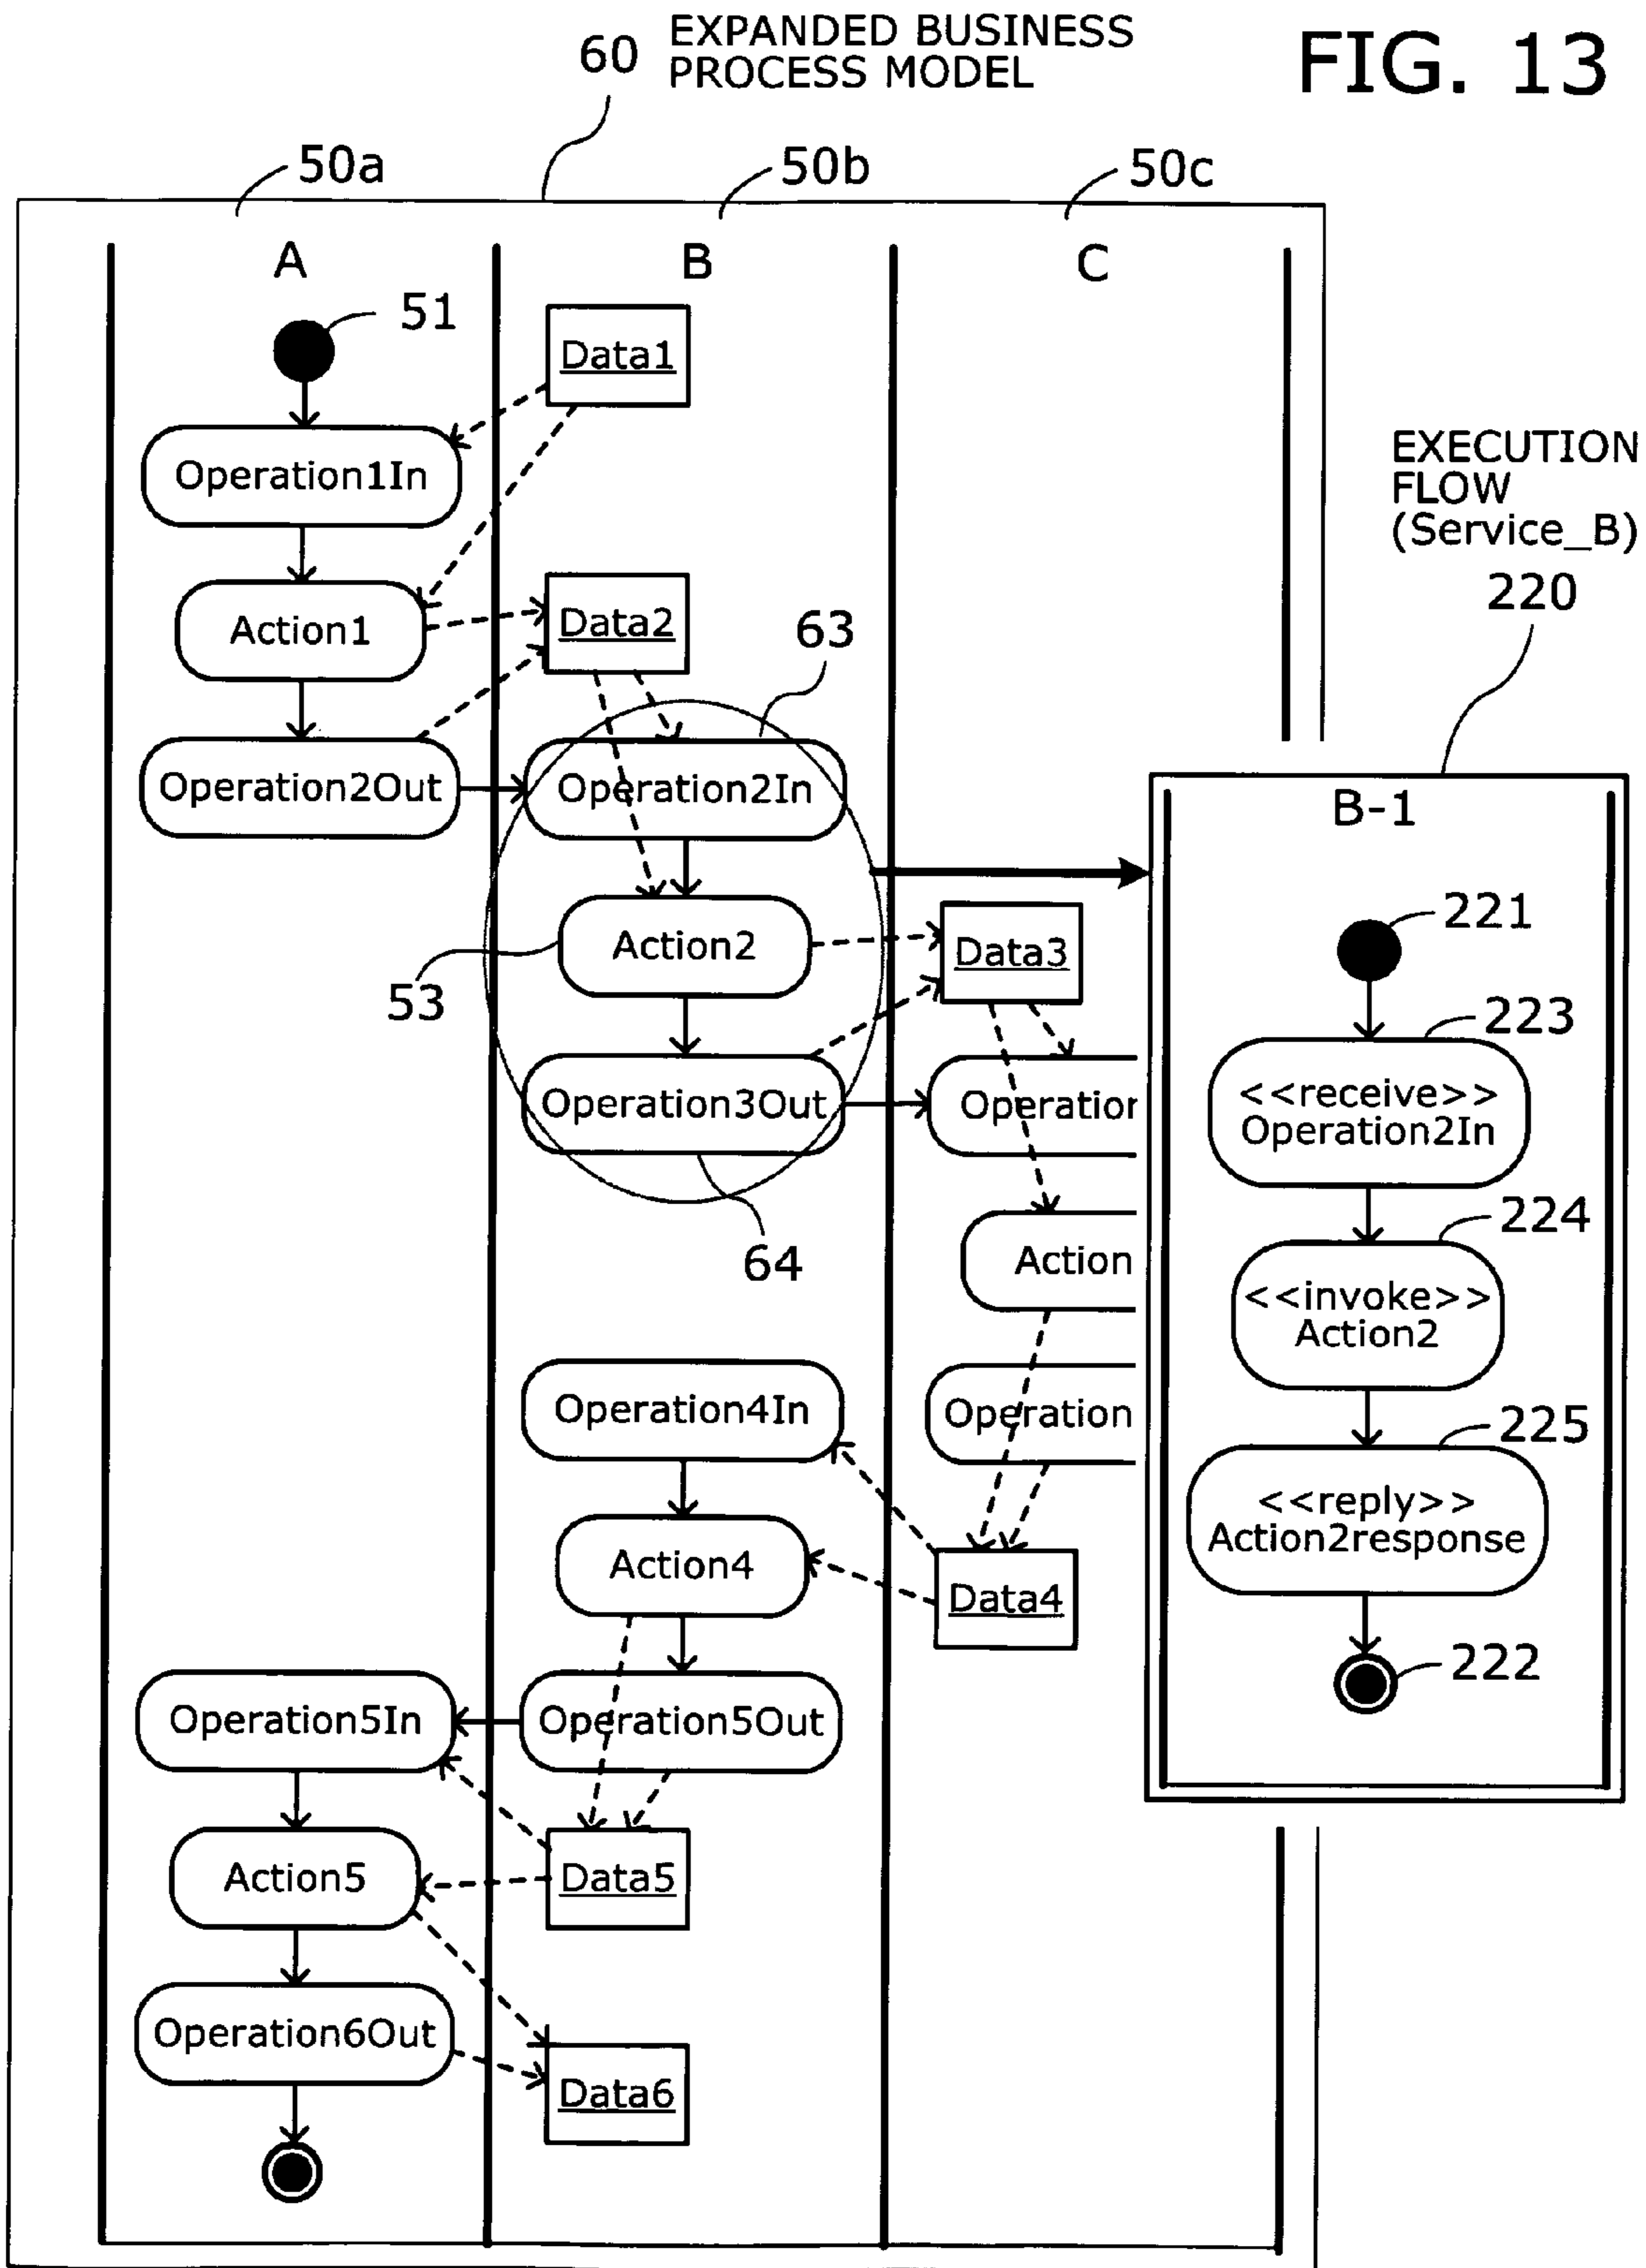 FIG. 13
60 EXPANDED BUSINESS
PROCESS MODEL
50a
50b
50c
A
B
C
51
Data1
Operation1In
EXECUTION
FLOW
(Service_B)
220
Action1
Data2
63
Operation2Out
Operation2In
B-1
221
Action2
Data3
53
223
<<receive>>
Operation2In
Operation3Out
Operation
64
224
Action
<<invoke>>
Action2
Operation4In
Operation
225
<<reply>>
Action2response
Action4
Data4
222
Operation5In
Operation5Out
Action5
Data5
Operation6Out
Data6